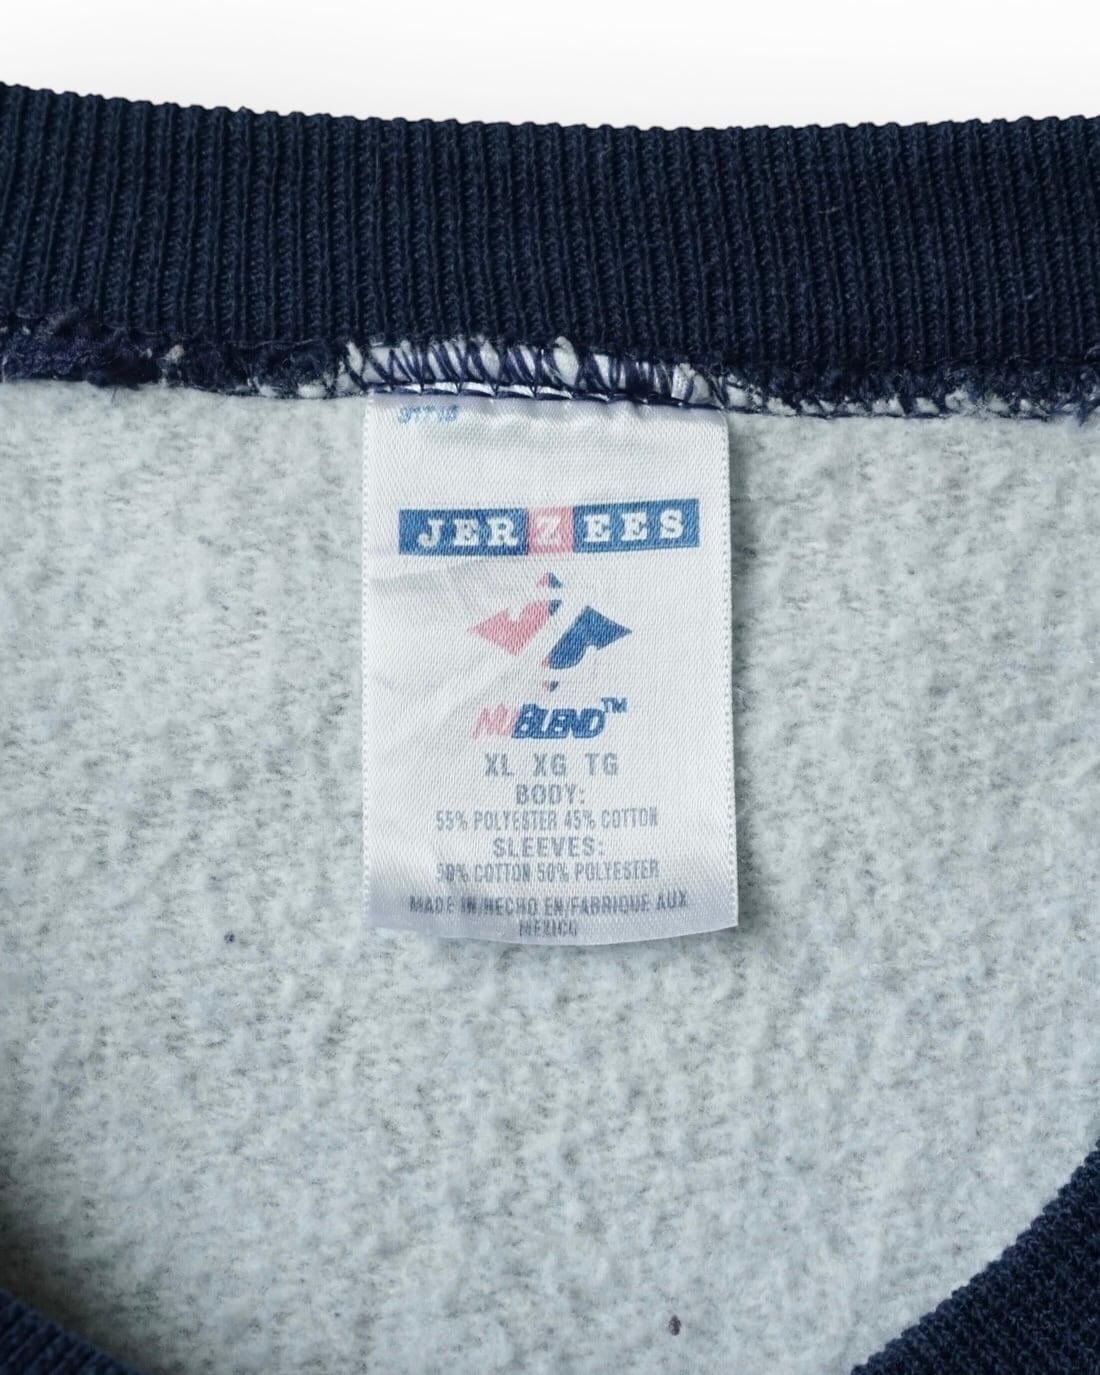 JERZEES
NUBLEND™
XL XG TG
BODY:
55% POLYESTER 45% COTTON
SLEEVES:
50% COTTON 50% POLYESTER
MADE IN/HECHO EN/FABRIQUE AUX
MEXICO